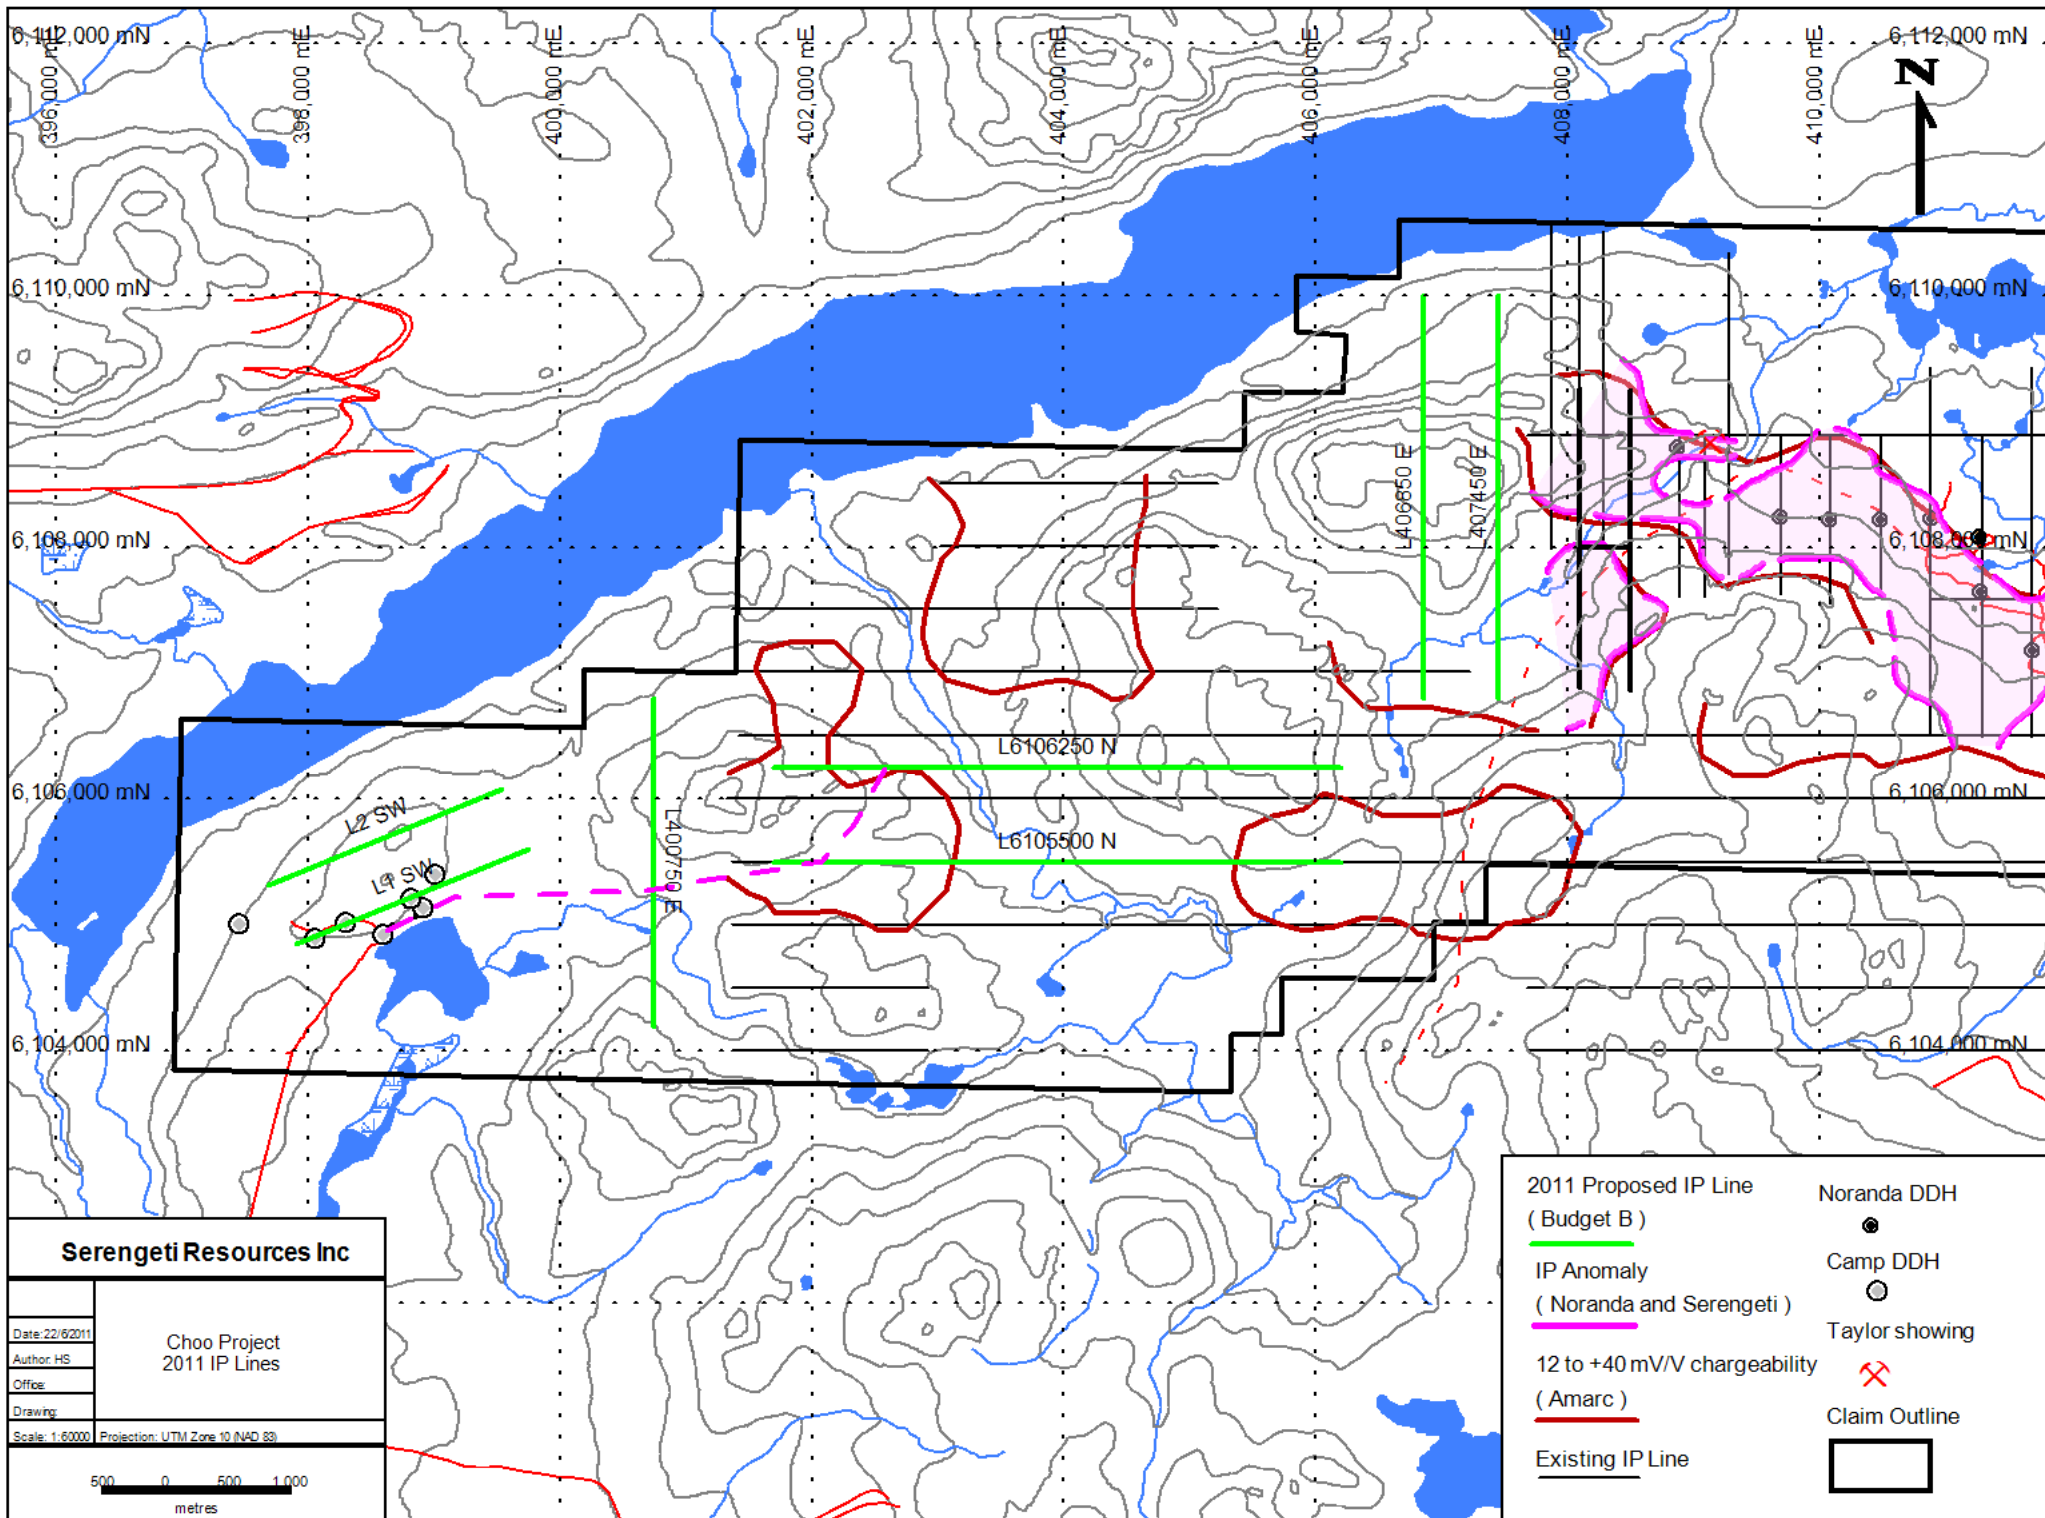 6,112,000 mN
6,112,000 mN
396,000 mE
398,000 mE
400,000 mE
402,000 mE
404,000 mE
406,000 mE
408,000 mE
410,000 mE
N
6,110,000 mN
6,110,000 mN
L406850 E
L407450 E
6,108,000 mN
6,108,000 mN
L6106250 N
6,106,000 mN
6,106,000 mN
L2 SW
L400750 E
L6105500 N
L1 SW
6,104,000 mN
6,104,000 mN
Serengeti Resources Inc
Date: 22/6/2011
Author: HS
Office:
Drawing:
Choo Project
2011 IP Lines
Scale: 1:60000
Projection: UTM Zone 10 (NAD 83)
500 0 500 1,000
metres
2011 Proposed IP Line
( Budget B )
IP Anomaly
( Noranda and Serengeti )
12 to +40 mV/V chargeability
( Amarc )
Existing IP Line
Noranda DDH
Camp DDH
Taylor showing
Claim Outline